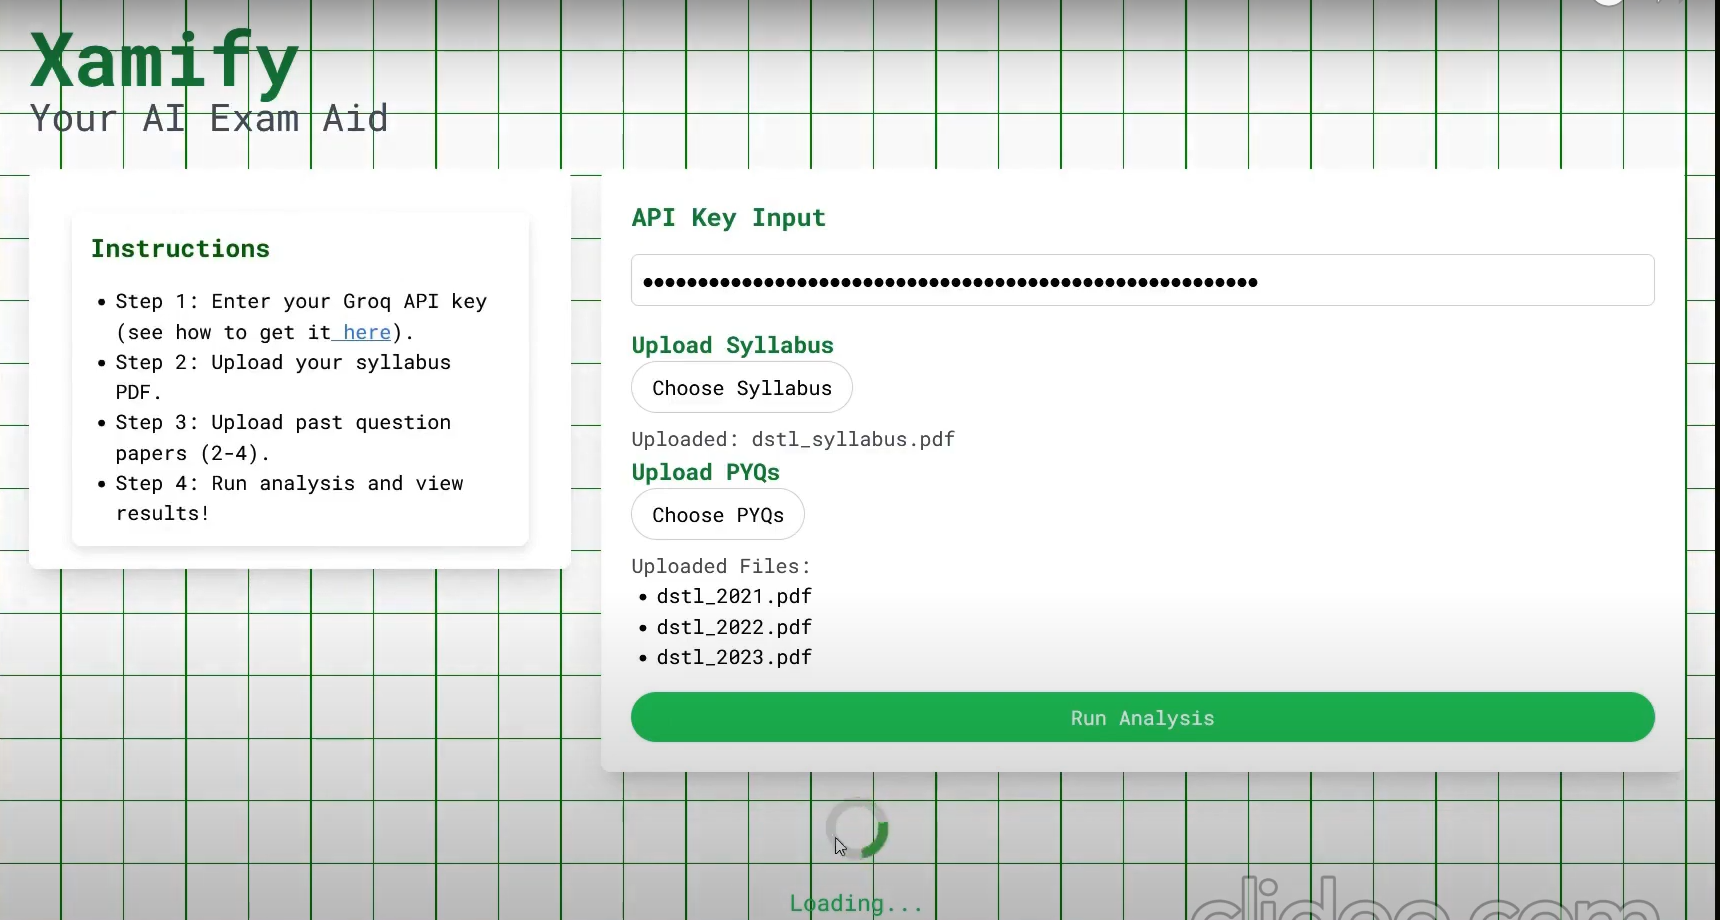 Xamify
Your AI Exam Aid
Instructions
• Step 1: Enter your Groq API key
(see how to get it here).
• Step 2: Upload your syllabus
PDF.
• Step 3: Upload past question
papers (2-4).
• Step 4: Run analysis and view
results!
API Key Input
Upload Syllabus
Choose Syllabus
Uploaded: dstl_syllabus.pdf
Upload PYQs
Choose PYQs
Uploaded Files:
• dstl_2021.pdf
• dstl_2022.pdf
• dstl_2023.pdf
Run Analysis
Loading...